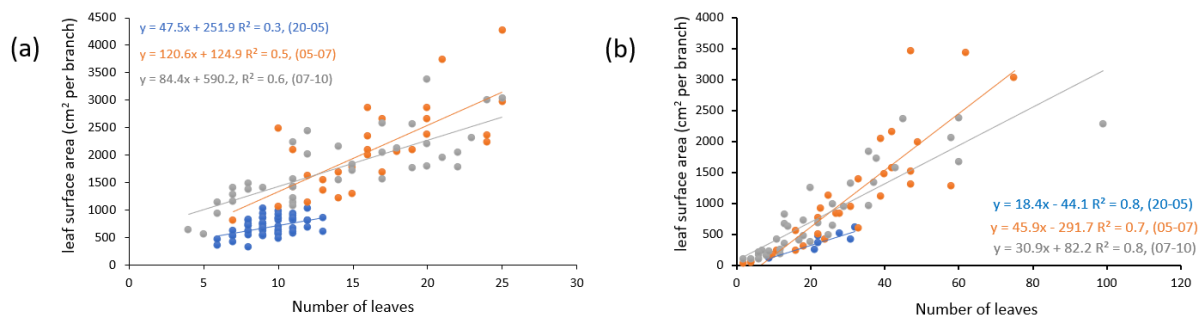 (a)
leaf surface area (cm² per branch)
4500
4000
3500
3000
2500
2000
1500
1000
500
0
y = 47.5x + 251.9 R² = 0.3, (20-05)
y = 120.6x + 124.9 R² = 0.5, (05-07)
y = 84.4x + 590.2, R² = 0.6, (07-10)
0 5 10 15 20 25 30
Number of leaves
(b)
leaf surface area (cm² per branch)
4000
3500
3000
2500
2000
1500
1000
500
0
y = 18.4x - 44.1 R² = 0.8, (20-05)
y = 45.9x - 291.7 R² = 0.7, (05-07)
y = 30.9x + 82.2 R² = 0.8, (07-10)
0 20 40 60 80 100 120
Number of leaves